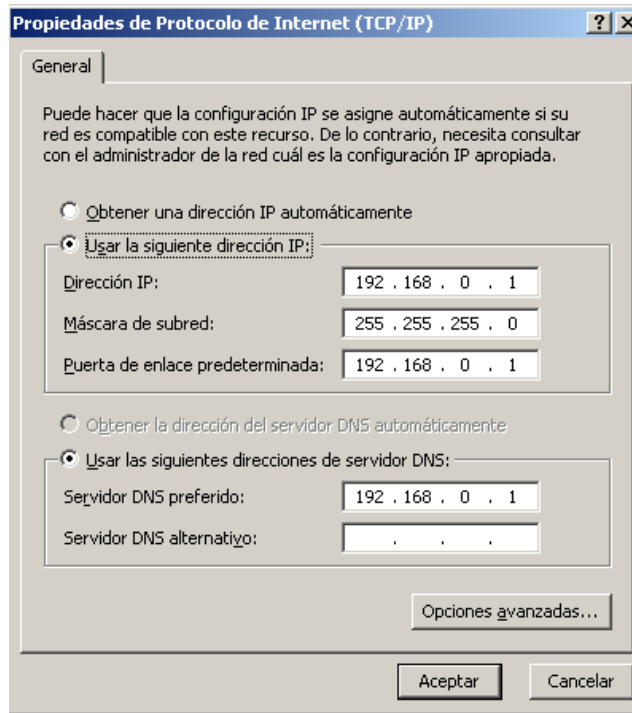 Propiedades de Protocolo de Internet (TCP/IP)
General
Puede hacer que la configuración IP se asigne automáticamente si su
red es compatible con este recurso. De lo contrario, necesita consultar
con el administrador de la red cuál es la configuración IP apropiada.
Obtener una dirección IP automáticamente
Usar la siguiente dirección IP:
Dirección IP: 192 . 168 . 0 . 1
Máscara de subred: 255 . 255 . 255 . 0
Puerta de enlace predeterminada: 192 . 168 . 0 . 1
Obtener la dirección del servidor DNS automáticamente
Usar las siguientes direcciones de servidor DNS:
Servidor DNS preferido: 192 . 168 . 0 . 1
Servidor DNS alternativo: . . .
Opciones avanzadas...
Aceptar Cancelar